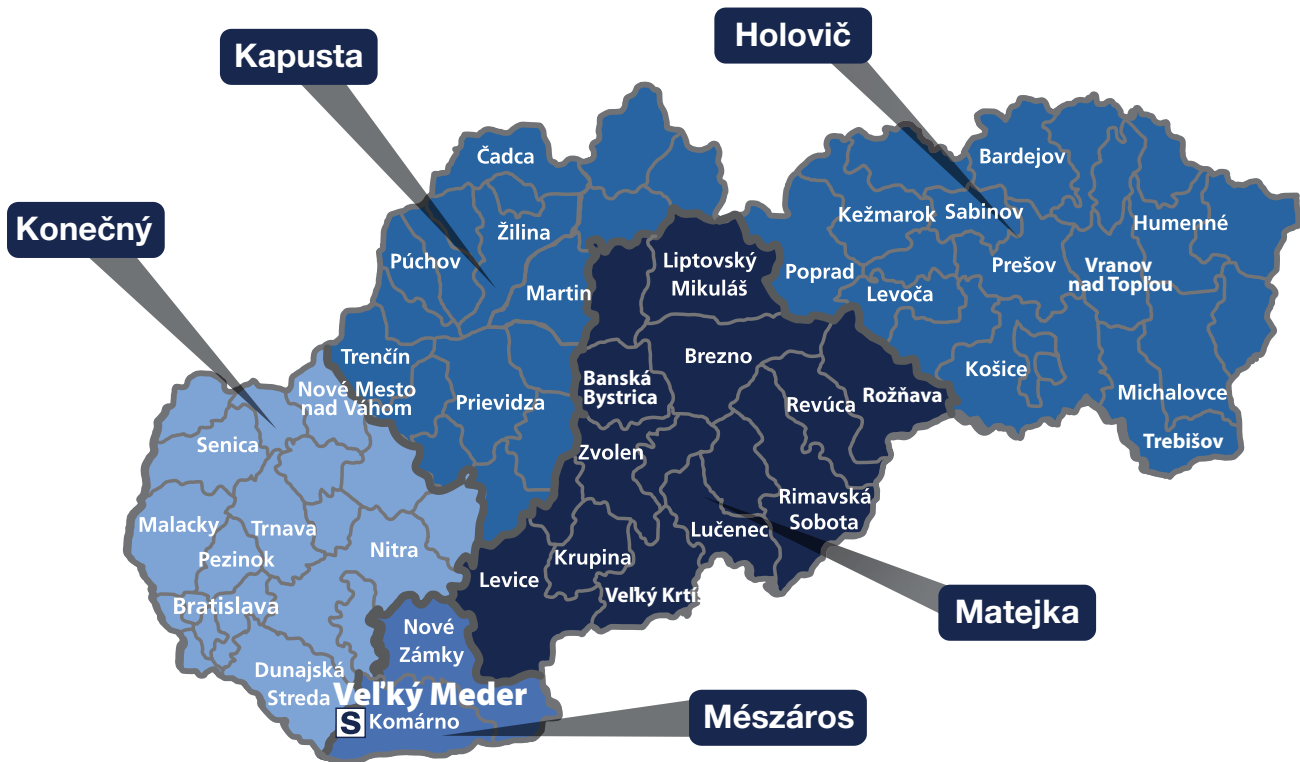 Holovič
Kapusta
Konečný
Čadca
Žilina
Púchov
Martin
Trenčín
Nové Mesto
nad Váhom
Prievidza
Bardejov
Kežmarok
Sabinov
Humenné
Poprad
Prešov
Vranov
nad Topľou
Levoča
Košice
Michalovce
Trebišov
Liptovský
Mikuláš
Brezno
Banská
Bystrica
Revúca
Rožňava
Zvolen
Rimavská
Sobota
Lučenec
Krupina
Levice
Veľký Krtí
Senica
Malacky
Trnava
Pezinok
Nitra
Bratislava
Dunajská
Streda
Nové
Zámky
Veľký Meder
S
Komárno
Matejka
Mészáros